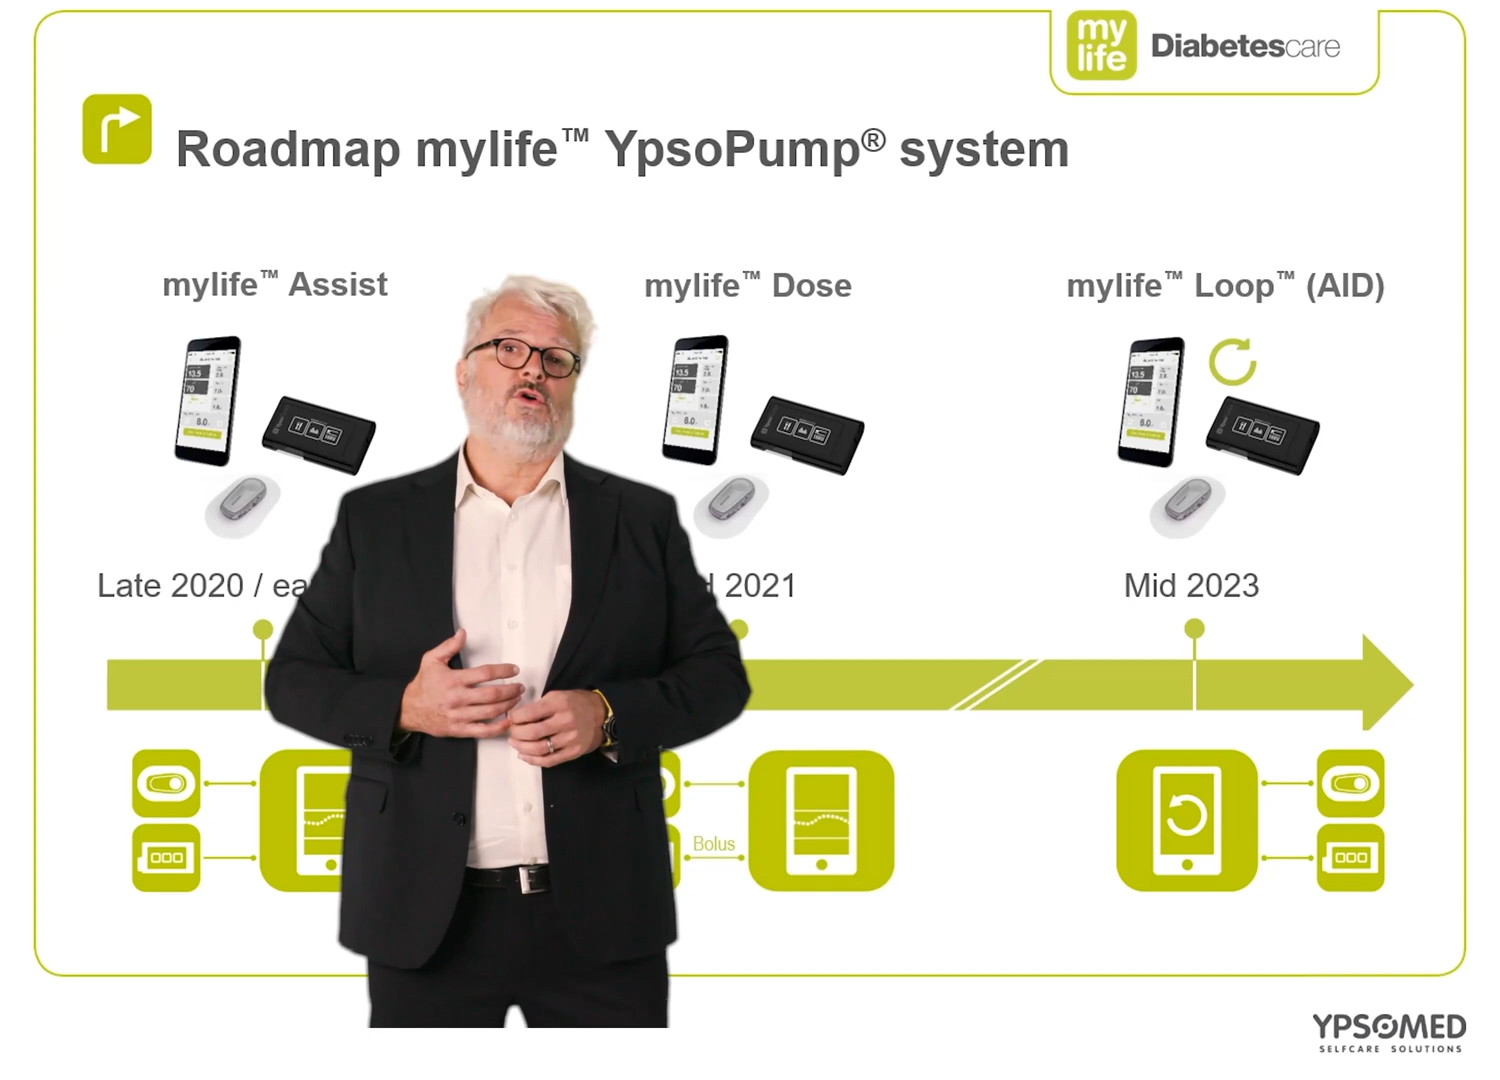 my
life
Diabetescare
Roadmap mylife™ YpsoPump® system
mylife™ Assist
mylife™ Dose
mylife™ Loop™ (AID)
Late 2020 /
2021
Mid 2023
Bolus
YPSOMED
SELFCARE SOLUTIONS